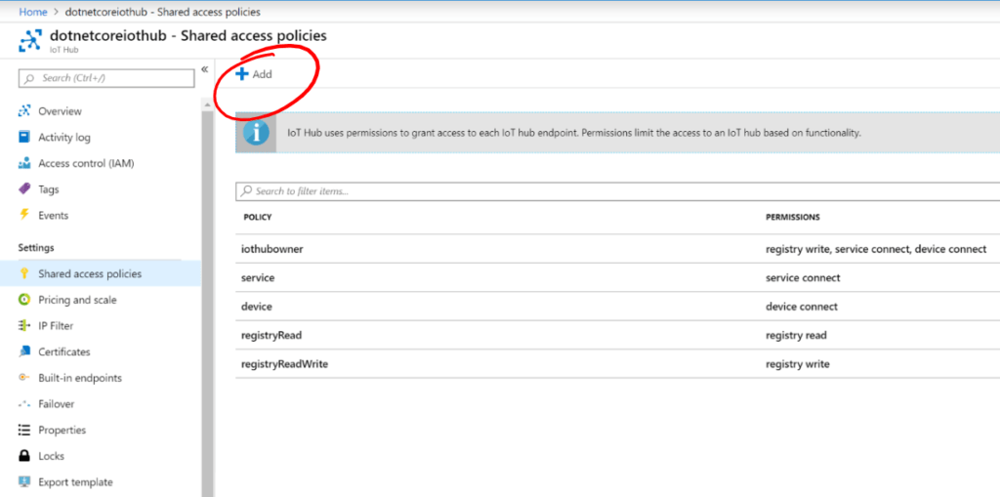 Home > dotnetcoreiothub - Shared access policies
dotnetcoreiothub - Shared access policies
IoT Hub
Search (Ctrl+/)
«
Overview
Activity log
Access control (IAM)
Tags
Events
Settings
Shared access policies
Pricing and scale
IP Filter
Certificates
Built-in endpoints
Failover
Properties
Locks
Export template
Add
IoT Hub uses permissions to grant access to each IoT hub endpoint. Permissions limit the access to an IoT hub based on functionality.
Search to filter items...
POLICY PERMISSIONS
iothubowner registry write, service connect, device connect
service service connect
device device connect
registryRead registry read
registryReadWrite registry write